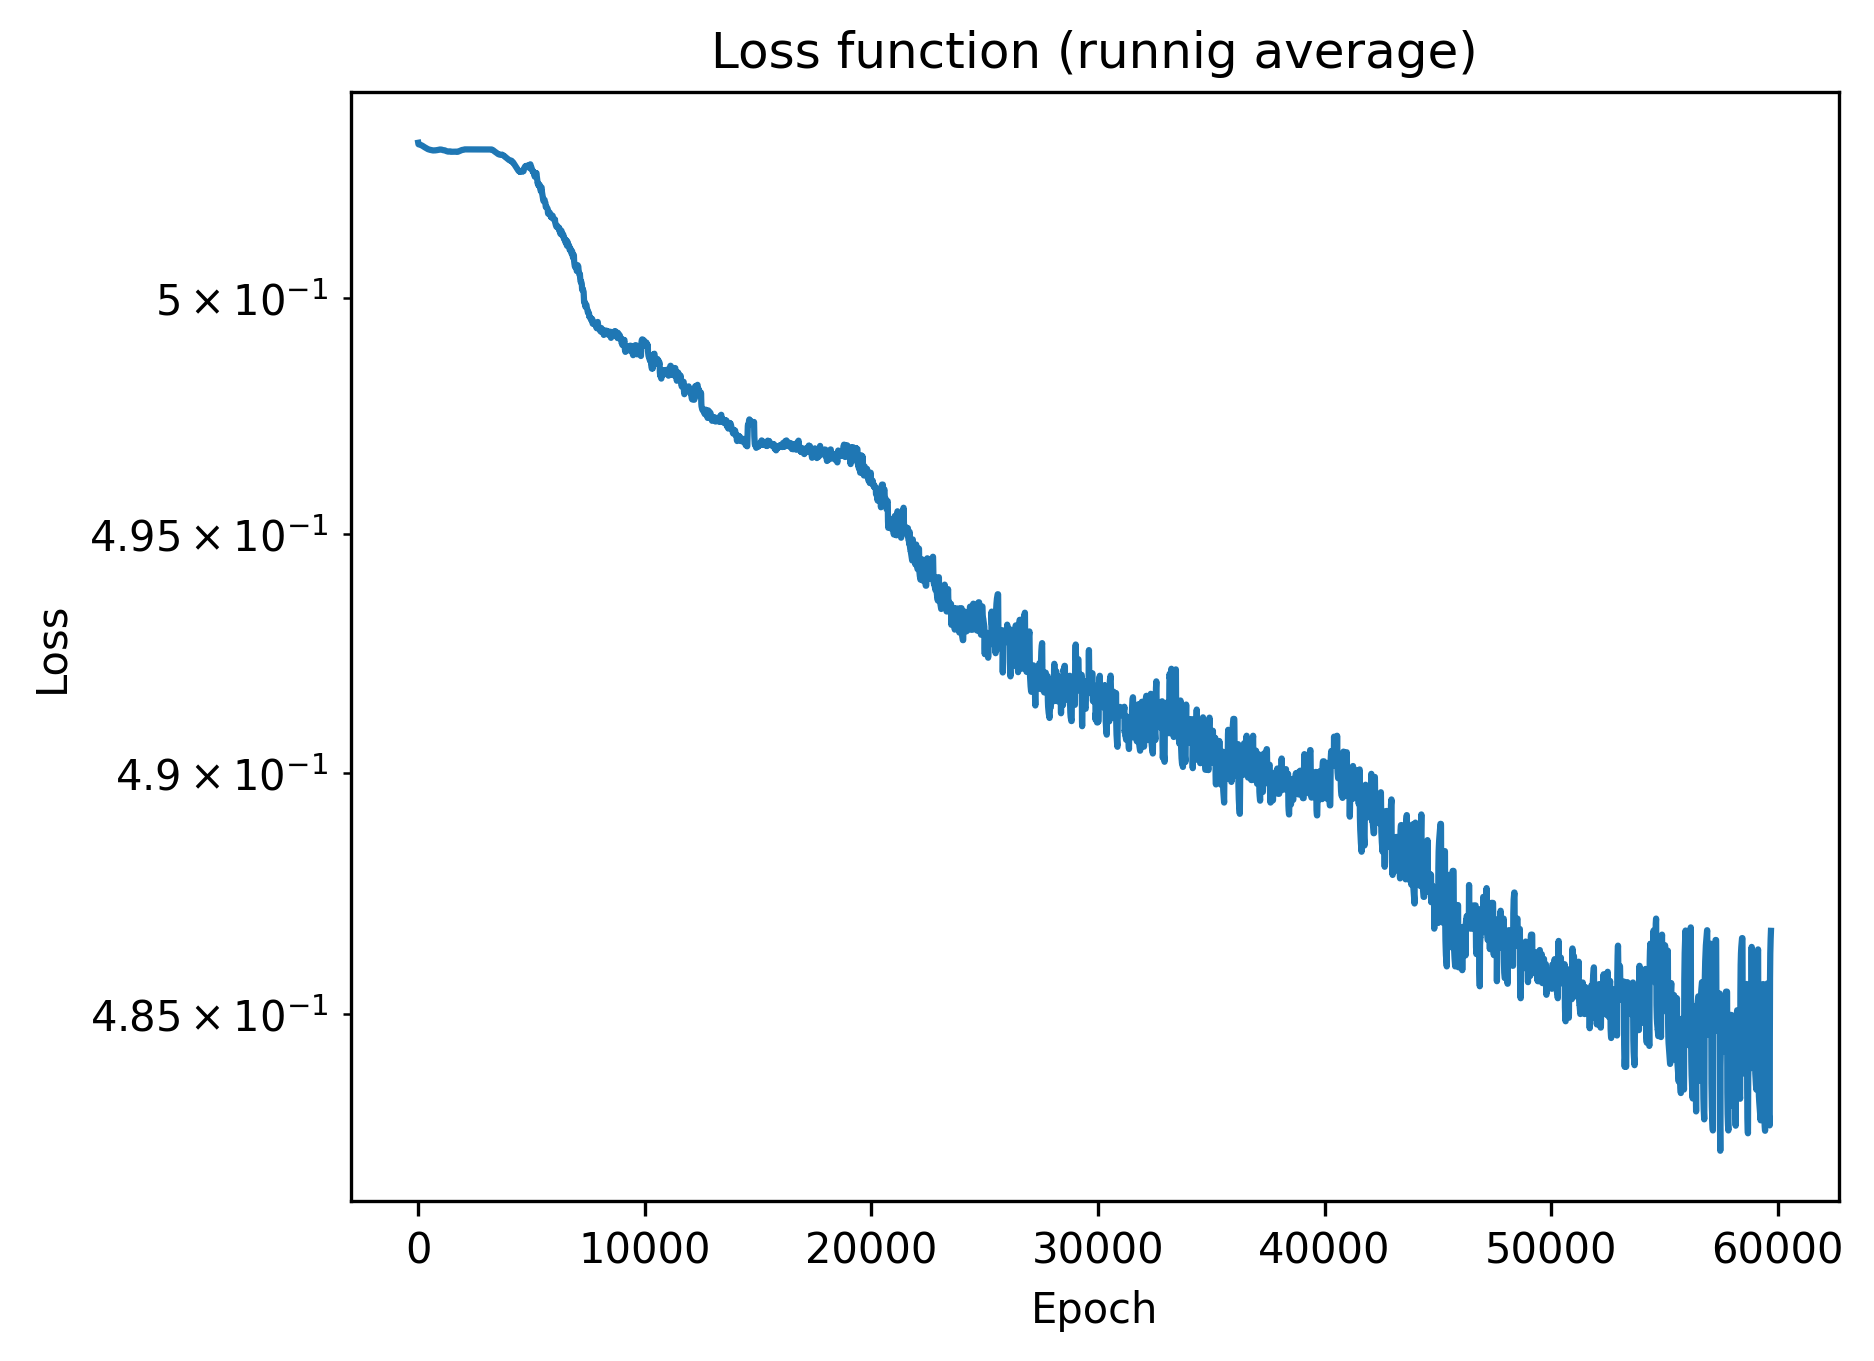 Loss function (runnig average)
5 × 10⁻¹
4.95 × 10⁻¹
4.9 × 10⁻¹
4.85 × 10⁻¹
Loss
0 10000 20000 30000 40000 50000 60000
Epoch